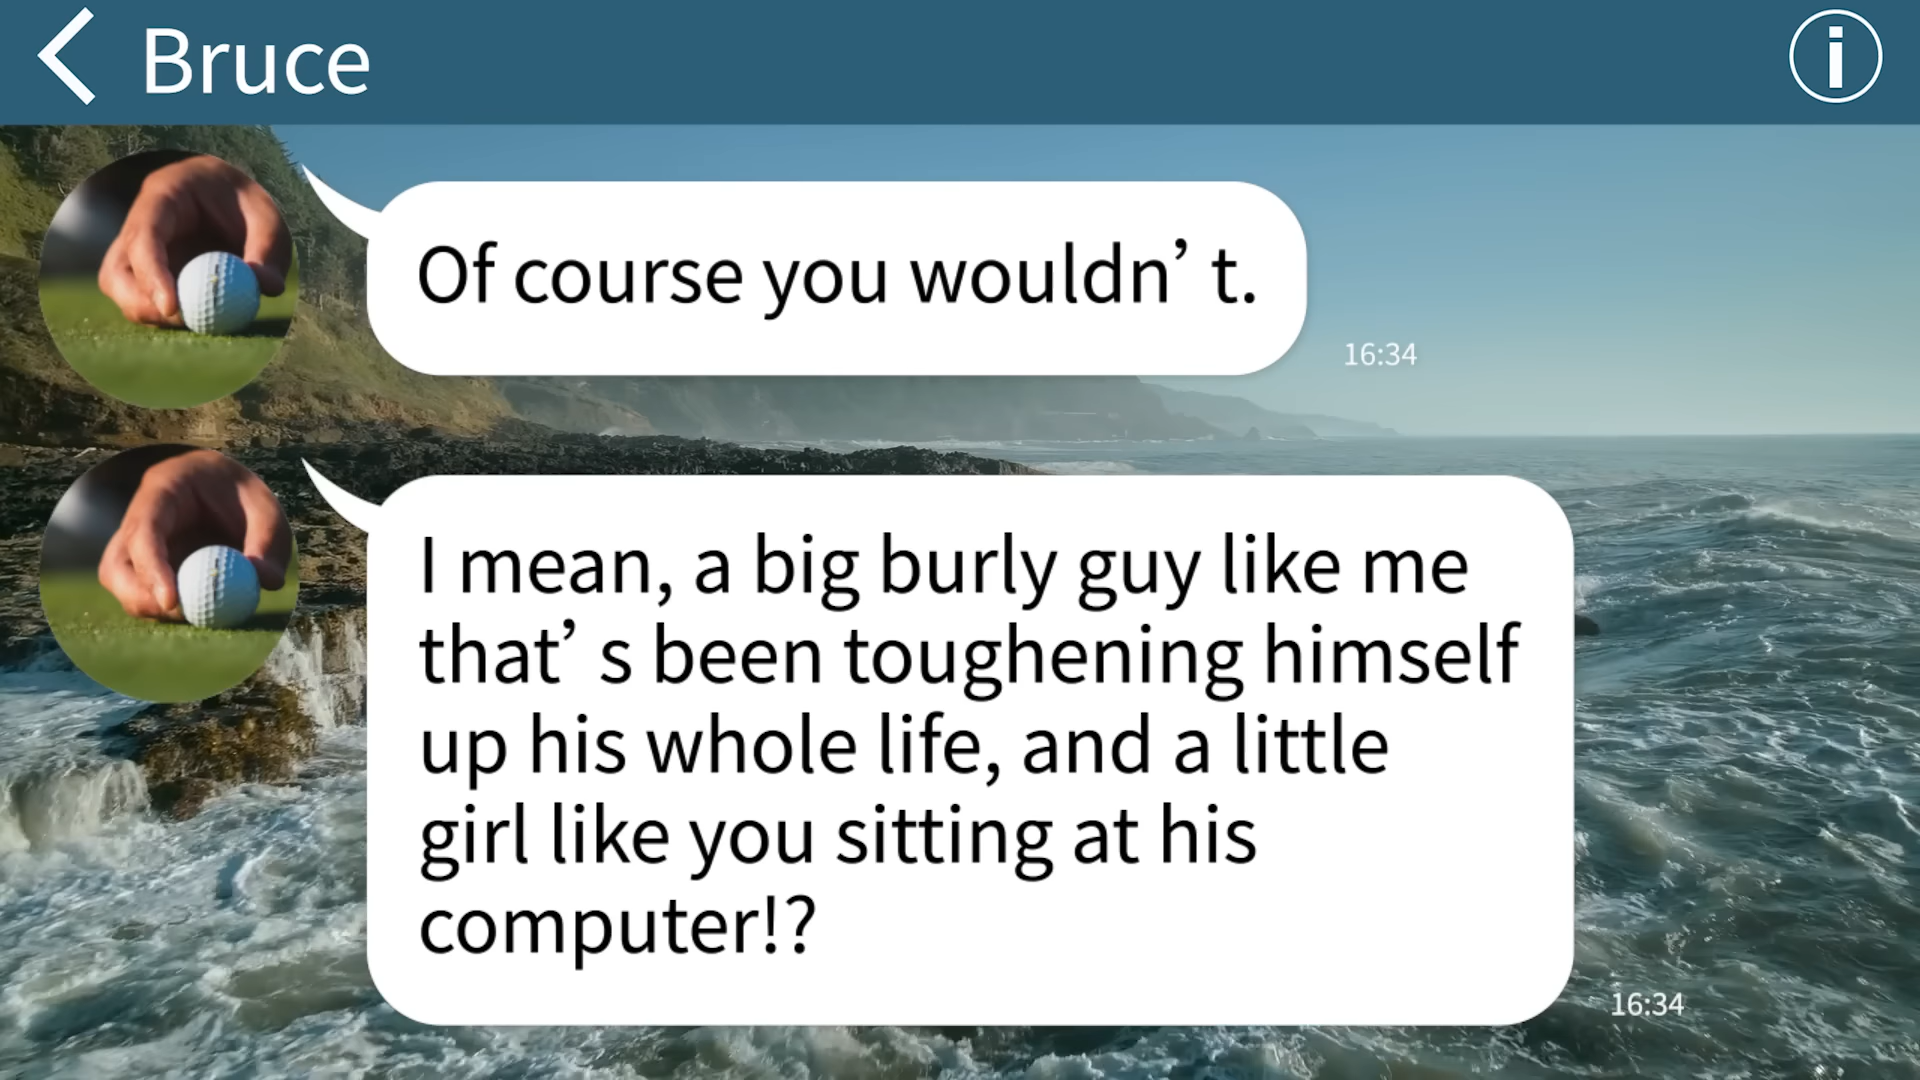 Bruce
Of course you wouldn’t.
16:34
I mean, a big burly guy like me
that’s been toughening himself
up his whole life, and a little
girl like you sitting at his
computer!?
16:34